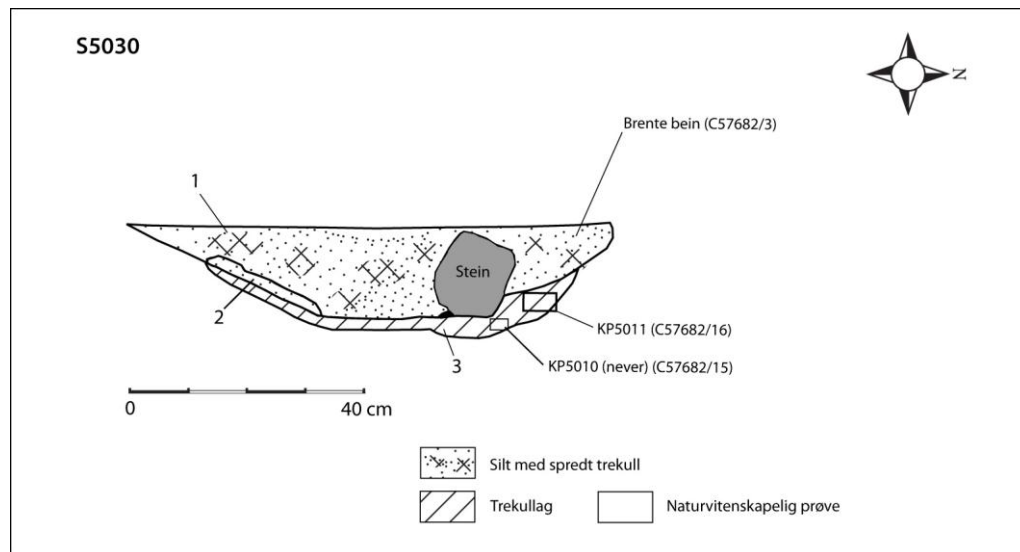 S5030
N
Brente bein (C57682/3)
1
Stein
2
KP5011 (C57682/16)
3
KP5010 (never) (C57682/15)
0
40 cm
Silt med spredt trekull
Trekullag
Naturvitenskapelig prøve